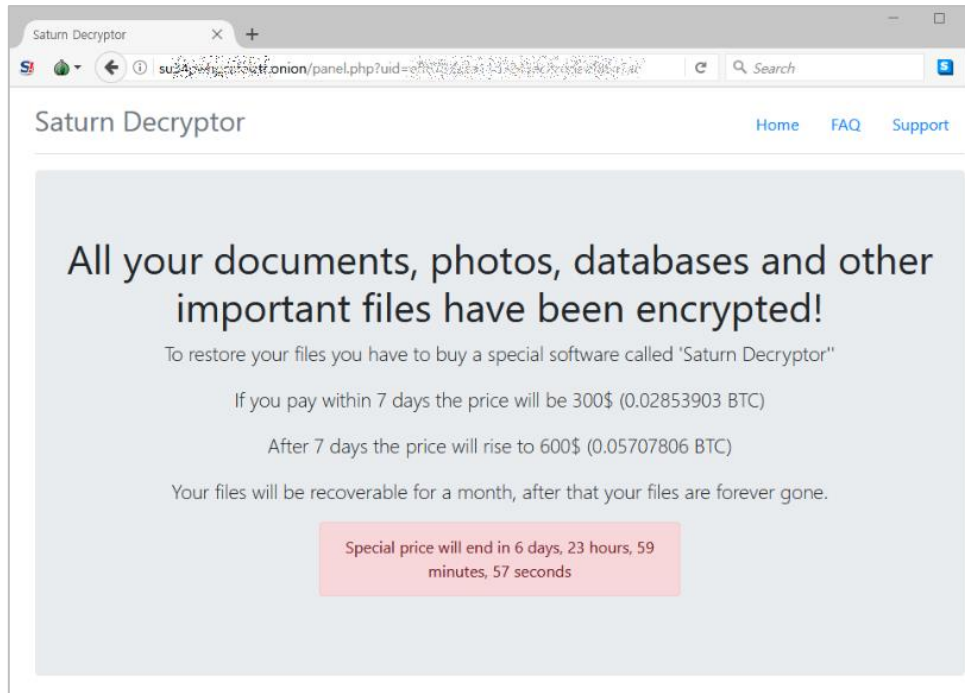 Saturn Decryptor
.onion/panel.php?uid=
Search
Saturn Decryptor
Home FAQ Support
All your documents, photos, databases and other
important files have been encrypted!
To restore your files you have to buy a special software called 'Saturn Decryptor"
If you pay within 7 days the price will be 300$ (0.02853903 BTC)
After 7 days the price will rise to 600$ (0.05707806 BTC)
Your files will be recoverable for a month, after that your files are forever gone.
Special price will end in 6 days, 23 hours, 59
minutes, 57 seconds